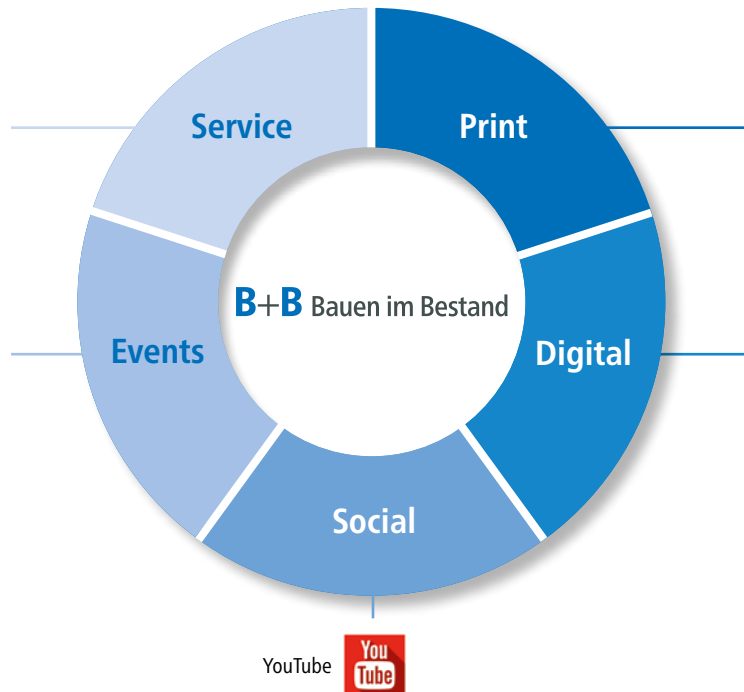 Service
Print
B+B Bauen im Bestand
Events
Digital
Social
YouTube
You
Tube